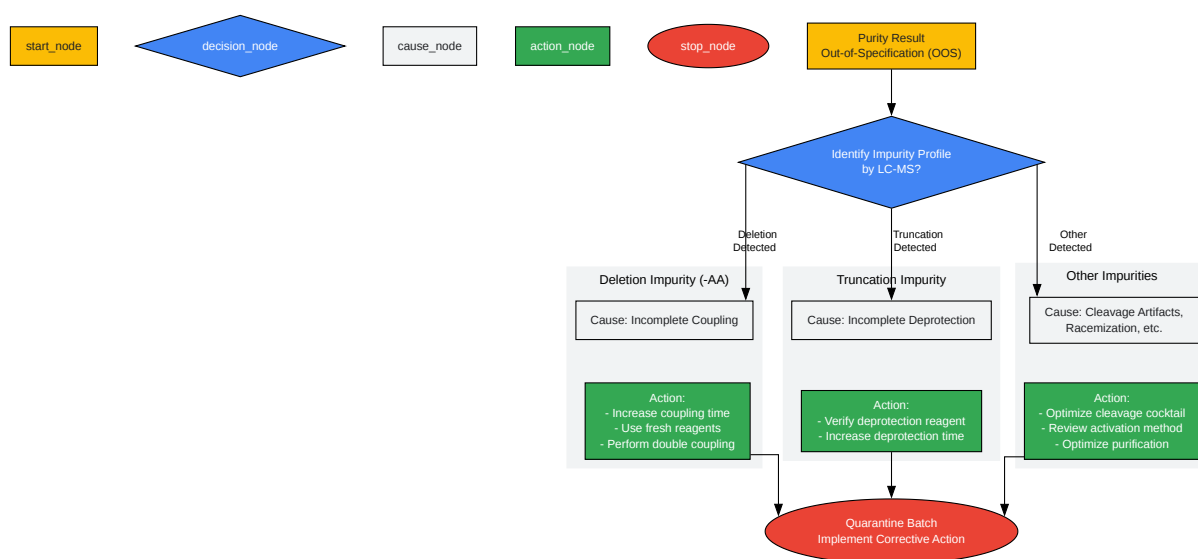 start_node
decision_node
cause_node
action_node
stop_node
Purity Result
Out-of-Specification (OOS)
Identify Impurity Profile
by LC-MS?
Deletion
Detected
Truncation
Detected
Other
Detected
Deletion Impurity (-AA)
Cause: Incomplete Coupling
Action:
- Increase coupling time
- Use fresh reagents
- Perform double coupling
Truncation Impurity
Cause: Incomplete Deprotection
Action:
- Verify deprotection reagent
- Increase deprotection time
Other Impurities
Cause: Cleavage Artifacts,
Racemization, etc.
Action:
- Optimize cleavage cocktail
- Review activation method
- Optimize purification
Quarantine Batch
Implement Corrective Action